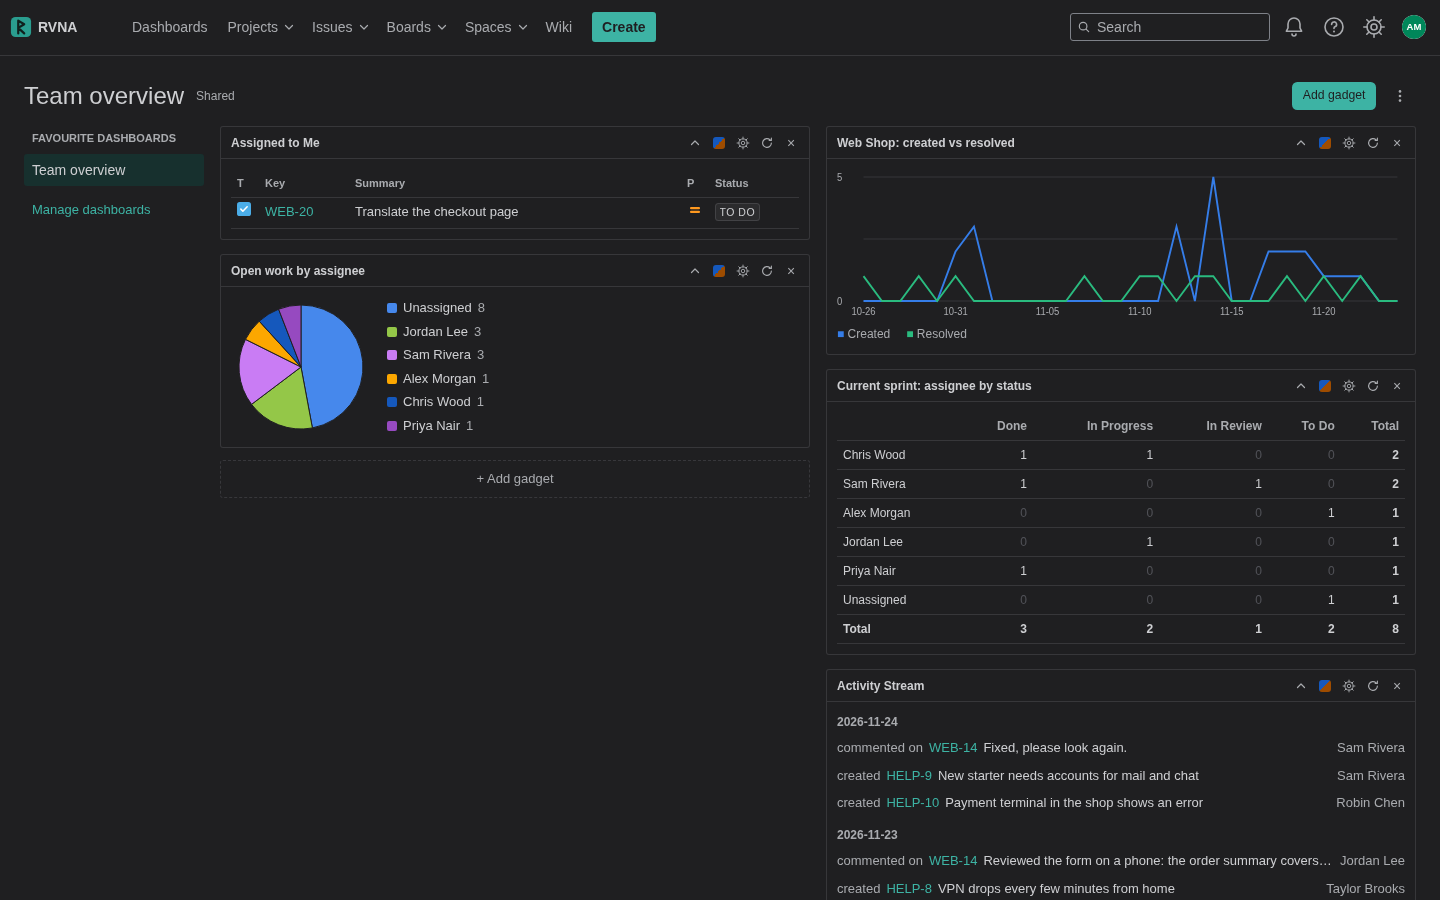 RVNA Dashboards Projects Issues Boards Spaces Wiki Create Search AM
Team overview Shared Add gadget
FAVOURITE DASHBOARDS
Team overview
Manage dashboards
Assigned to Me
T Key Summary P Status
WEB-20 Translate the checkout page TO DO
Open work by assignee
Unassigned 8
Jordan Lee 3
Sam Rivera 3
Alex Morgan 1
Chris Wood 1
Priya Nair 1
+ Add gadget
Web Shop: created vs resolved
5
0
10-26 10-31 11-05 11-10 11-15 11-20
Created Resolved
Current sprint: assignee by status
Done In Progress In Review To Do Total
Chris Wood 1 1 0 0 2
Sam Rivera 1 0 1 0 2
Alex Morgan 0 0 0 1 1
Jordan Lee 0 1 0 0 1
Priya Nair 1 0 0 0 1
Unassigned 0 0 0 1 1
Total 3 2 1 2 8
Activity Stream
2026-11-24
commented on WEB-14 Fixed, please look again. Sam Rivera
created HELP-9 New starter needs accounts for mail and chat Sam Rivera
created HELP-10 Payment terminal in the shop shows an error Robin Chen
2026-11-23
commented on WEB-14 Reviewed the form on a phone: the order summary covers… Jordan Lee
created HELP-8 VPN drops every few minutes from home Taylor Brooks